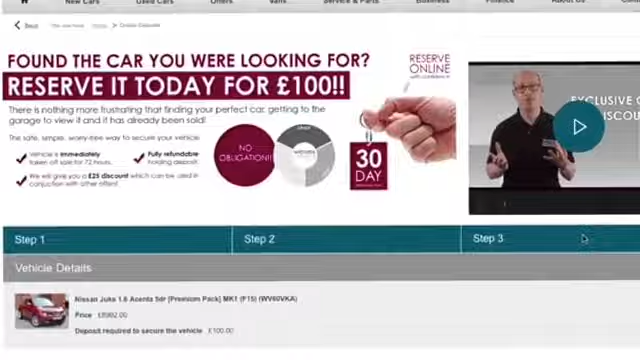 New Cars Used Cars Offers Vans Service & Parts Business Finance About Us
Back
FOUND THE CAR YOU WERE LOOKING FOR?
RESERVE IT TODAY FOR £100!!
There is nothing more frustrating that finding your perfect car, getting to the
garage to view it and it has already been sold!
The safe, simple, worry-free way to secure your vehicle
Vehicle is immediately
taken off sale for 72 hours.
Fully refundable
holding deposit.
We will give you a £25 discount which can be used in
conjuction with other offers!
NO
OBLIGATION!!
RESERVE
ONLINE
30
DAY
EXCLUSIVE
Step 1
Step 2
Step 3
Vehicle Details
Nissan Juke 1.6 Acenta 5dr [Premium Pack] MK1 (F15) (WV60VKA)
Price
Deposit required to secure the vehicle £100.00